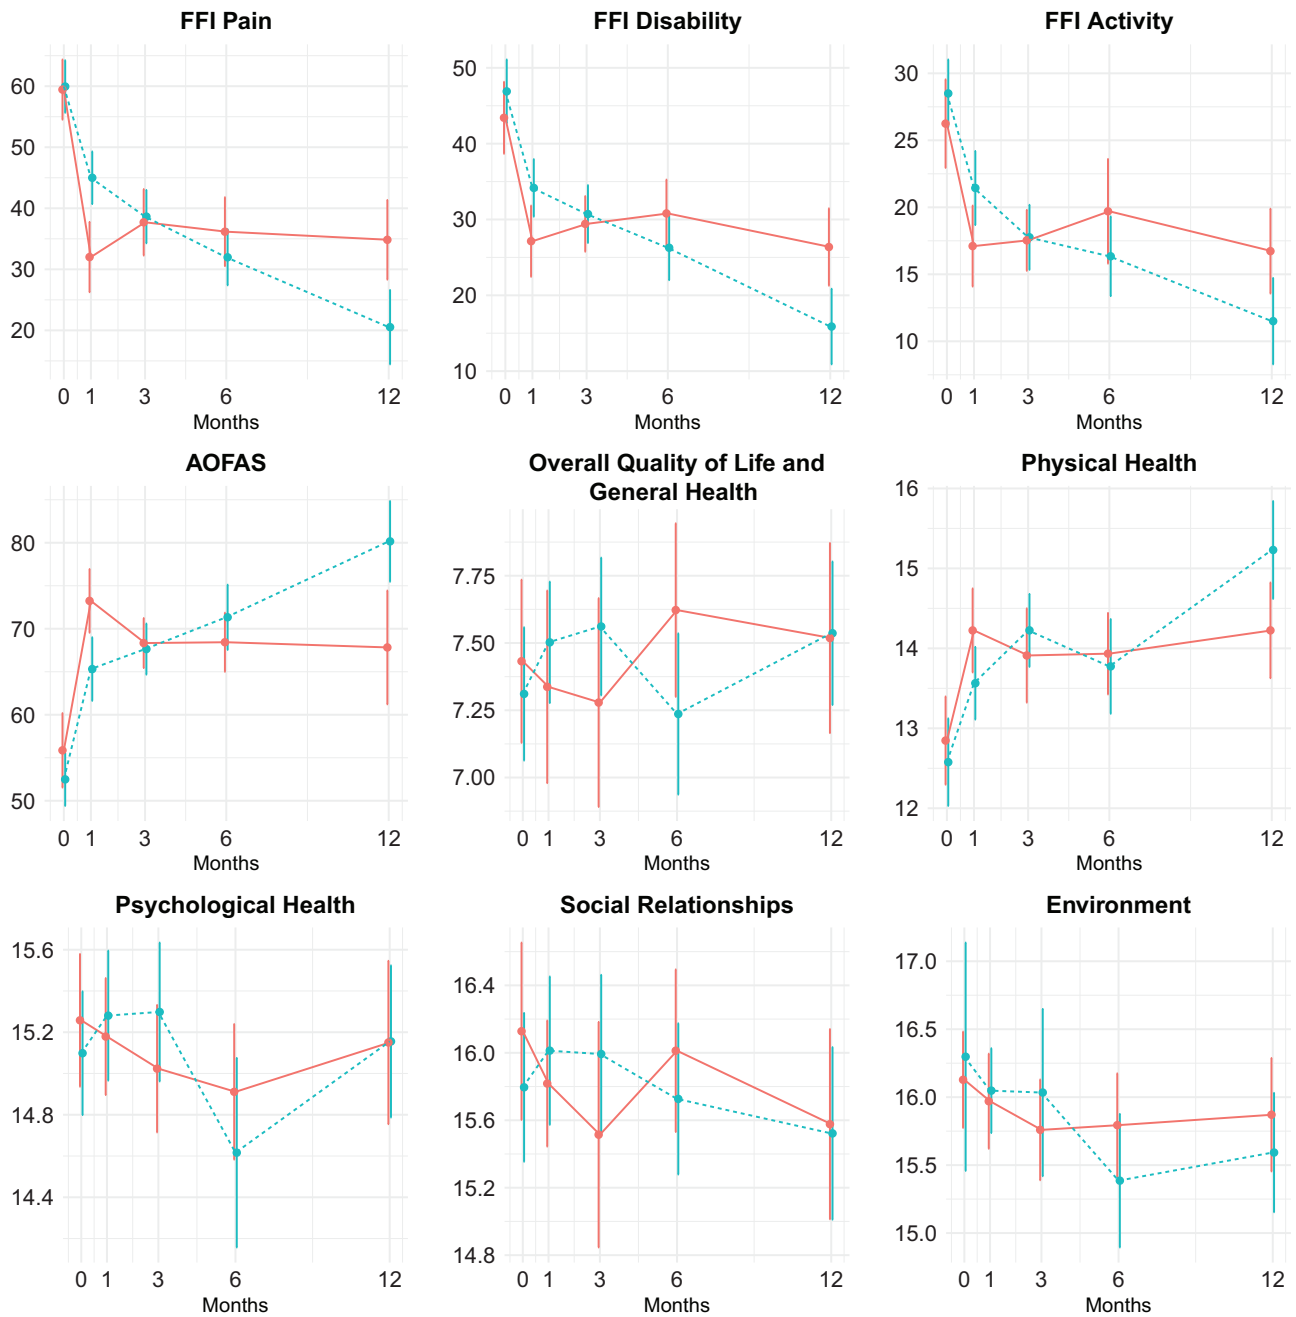 FFI Pain
60
50
40
30
20
0 1 3 6 12
Months
FFI Disability
50
40
30
20
10
0 1 3 6 12
Months
FFI Activity
30
25
20
15
10
0 1 3 6 12
Months
AOFAS
80
70
60
50
0 1 3 6 12
Months
Overall Quality of Life and
General Health
7.75
7.50
7.25
7.00
0 1 3 6 12
Months
Physical Health
16
15
14
13
12
0 1 3 6 12
Months
Psychological Health
15.6
15.2
14.8
14.4
0 1 3 6 12
Months
Social Relationships
16.4
16.0
15.6
15.2
14.8
0 1 3 6 12
Months
Environment
17.0
16.5
16.0
15.5
15.0
0 1 3 6 12
Months